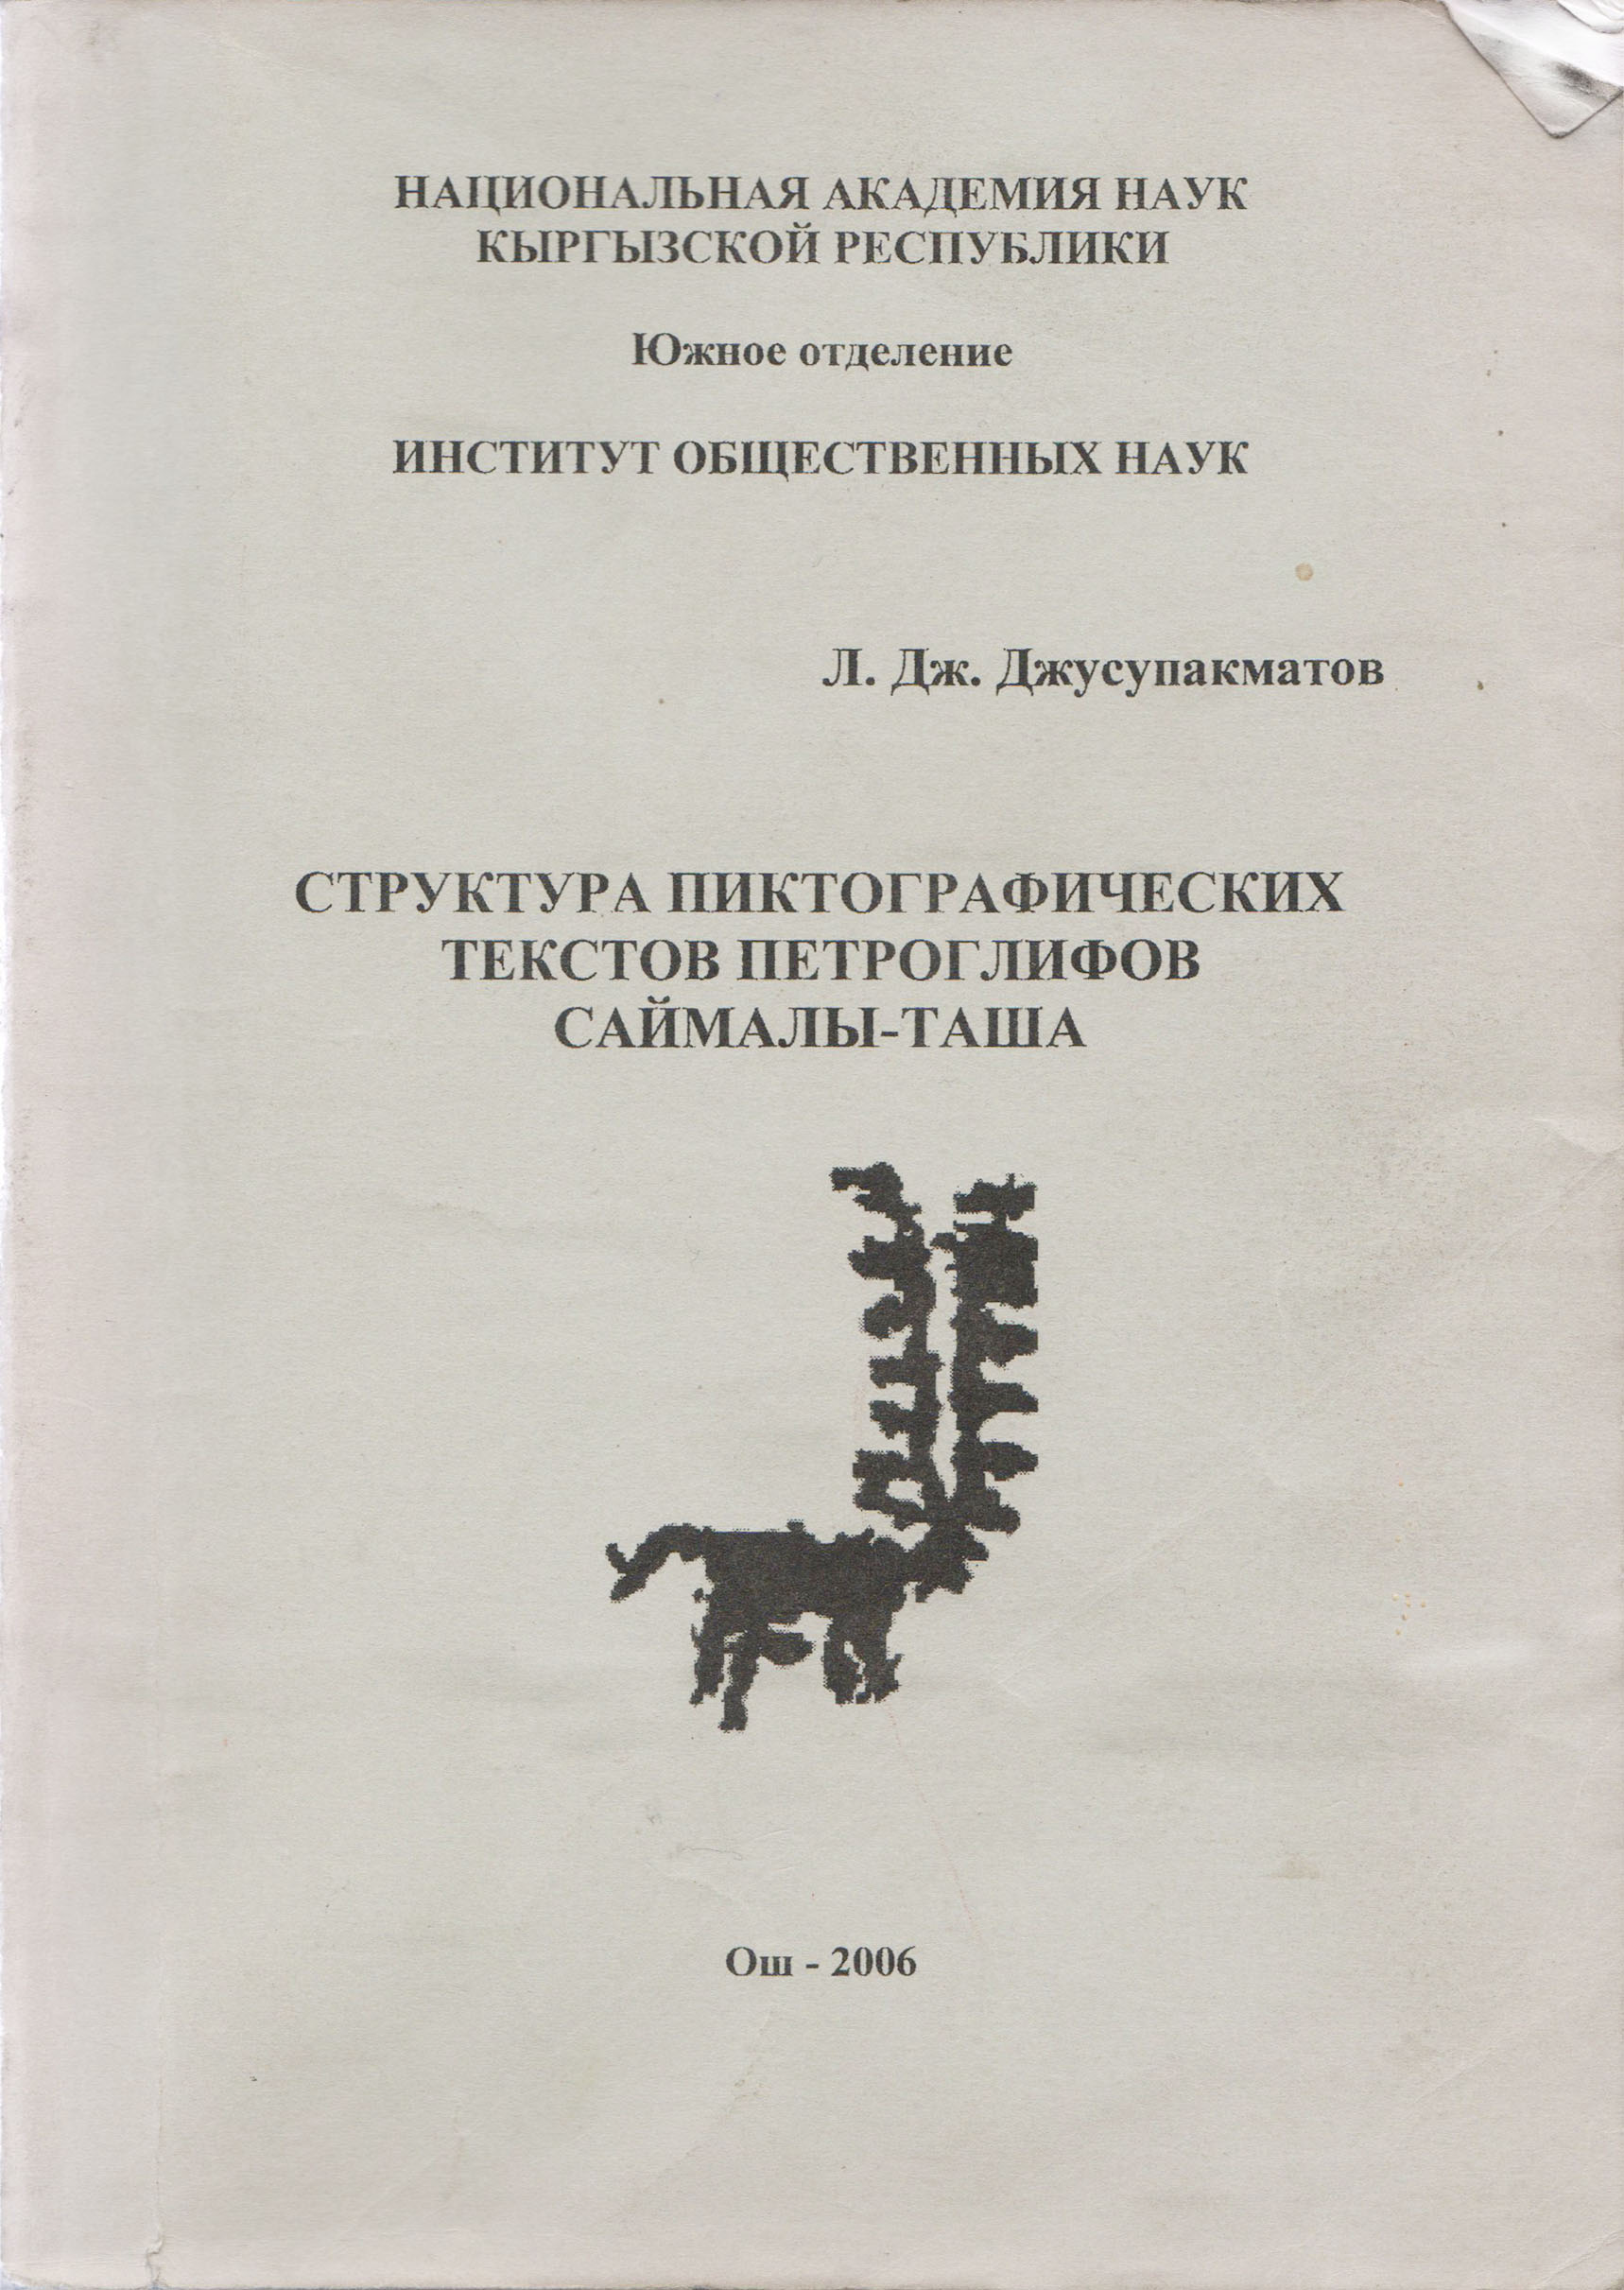 НАЦИОНАЛЬНАЯ АКАДЕМИЯ НАУК
КЫРГЫЗСКОЙ РЕСПУБЛИКИ
Южное отделение
ИНСТИТУТ ОБЩЕСТВЕННЫХ НАУК
Л. Дж. Джусупакматов
СТРУКТУРА ПИКТОГРАФИЧЕСКИХ
ТЕКСТОВ ПЕТРОГЛИФОВ
САЙМАЛЫ-ТАША
Ош - 2006